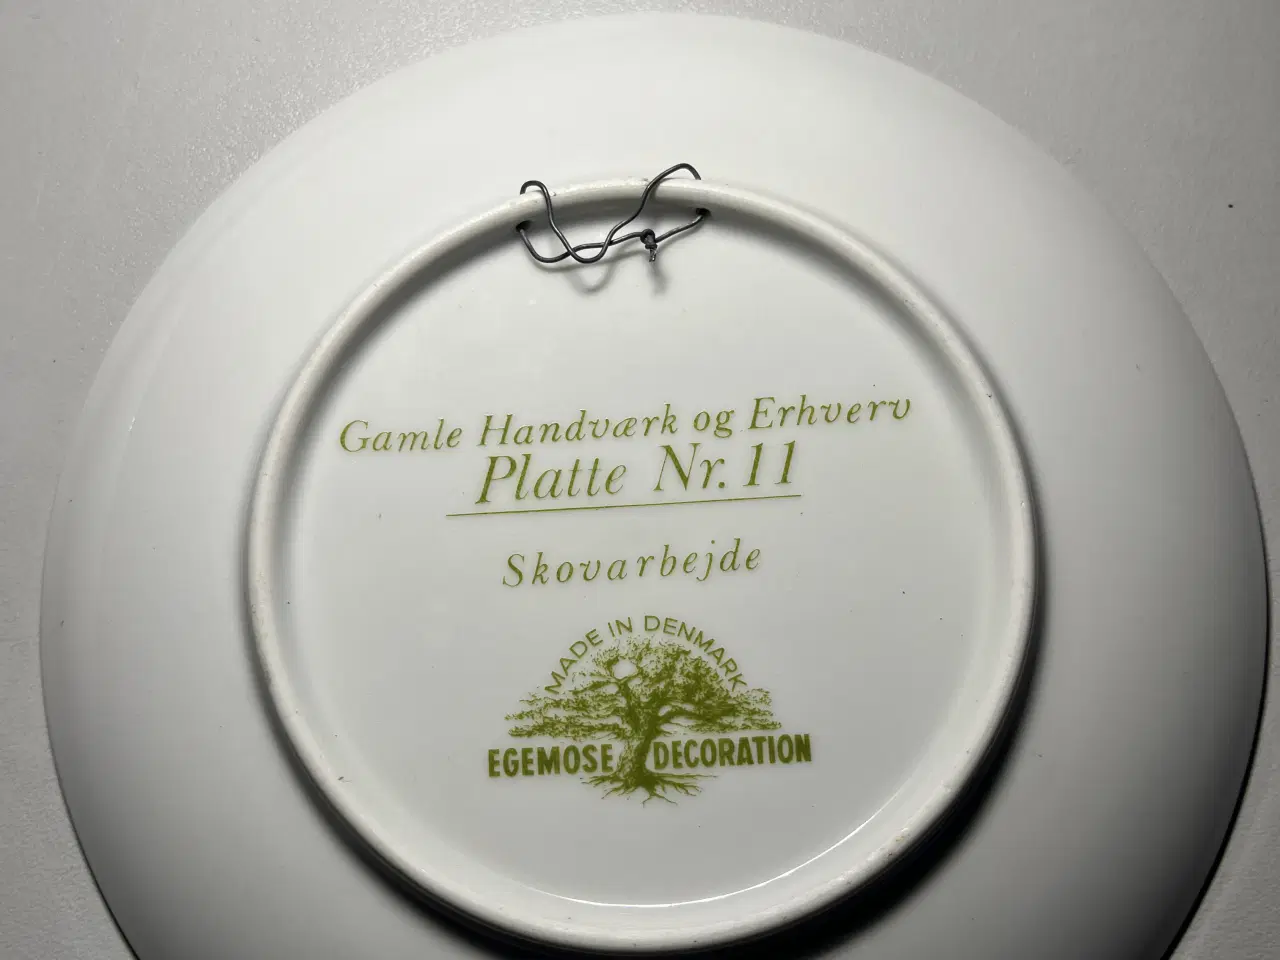 Gamle Handværk og Erhverv
Platte Nr. 11
Skovarbejde
MADE IN DENMARK
EGEMOSE DECORATION